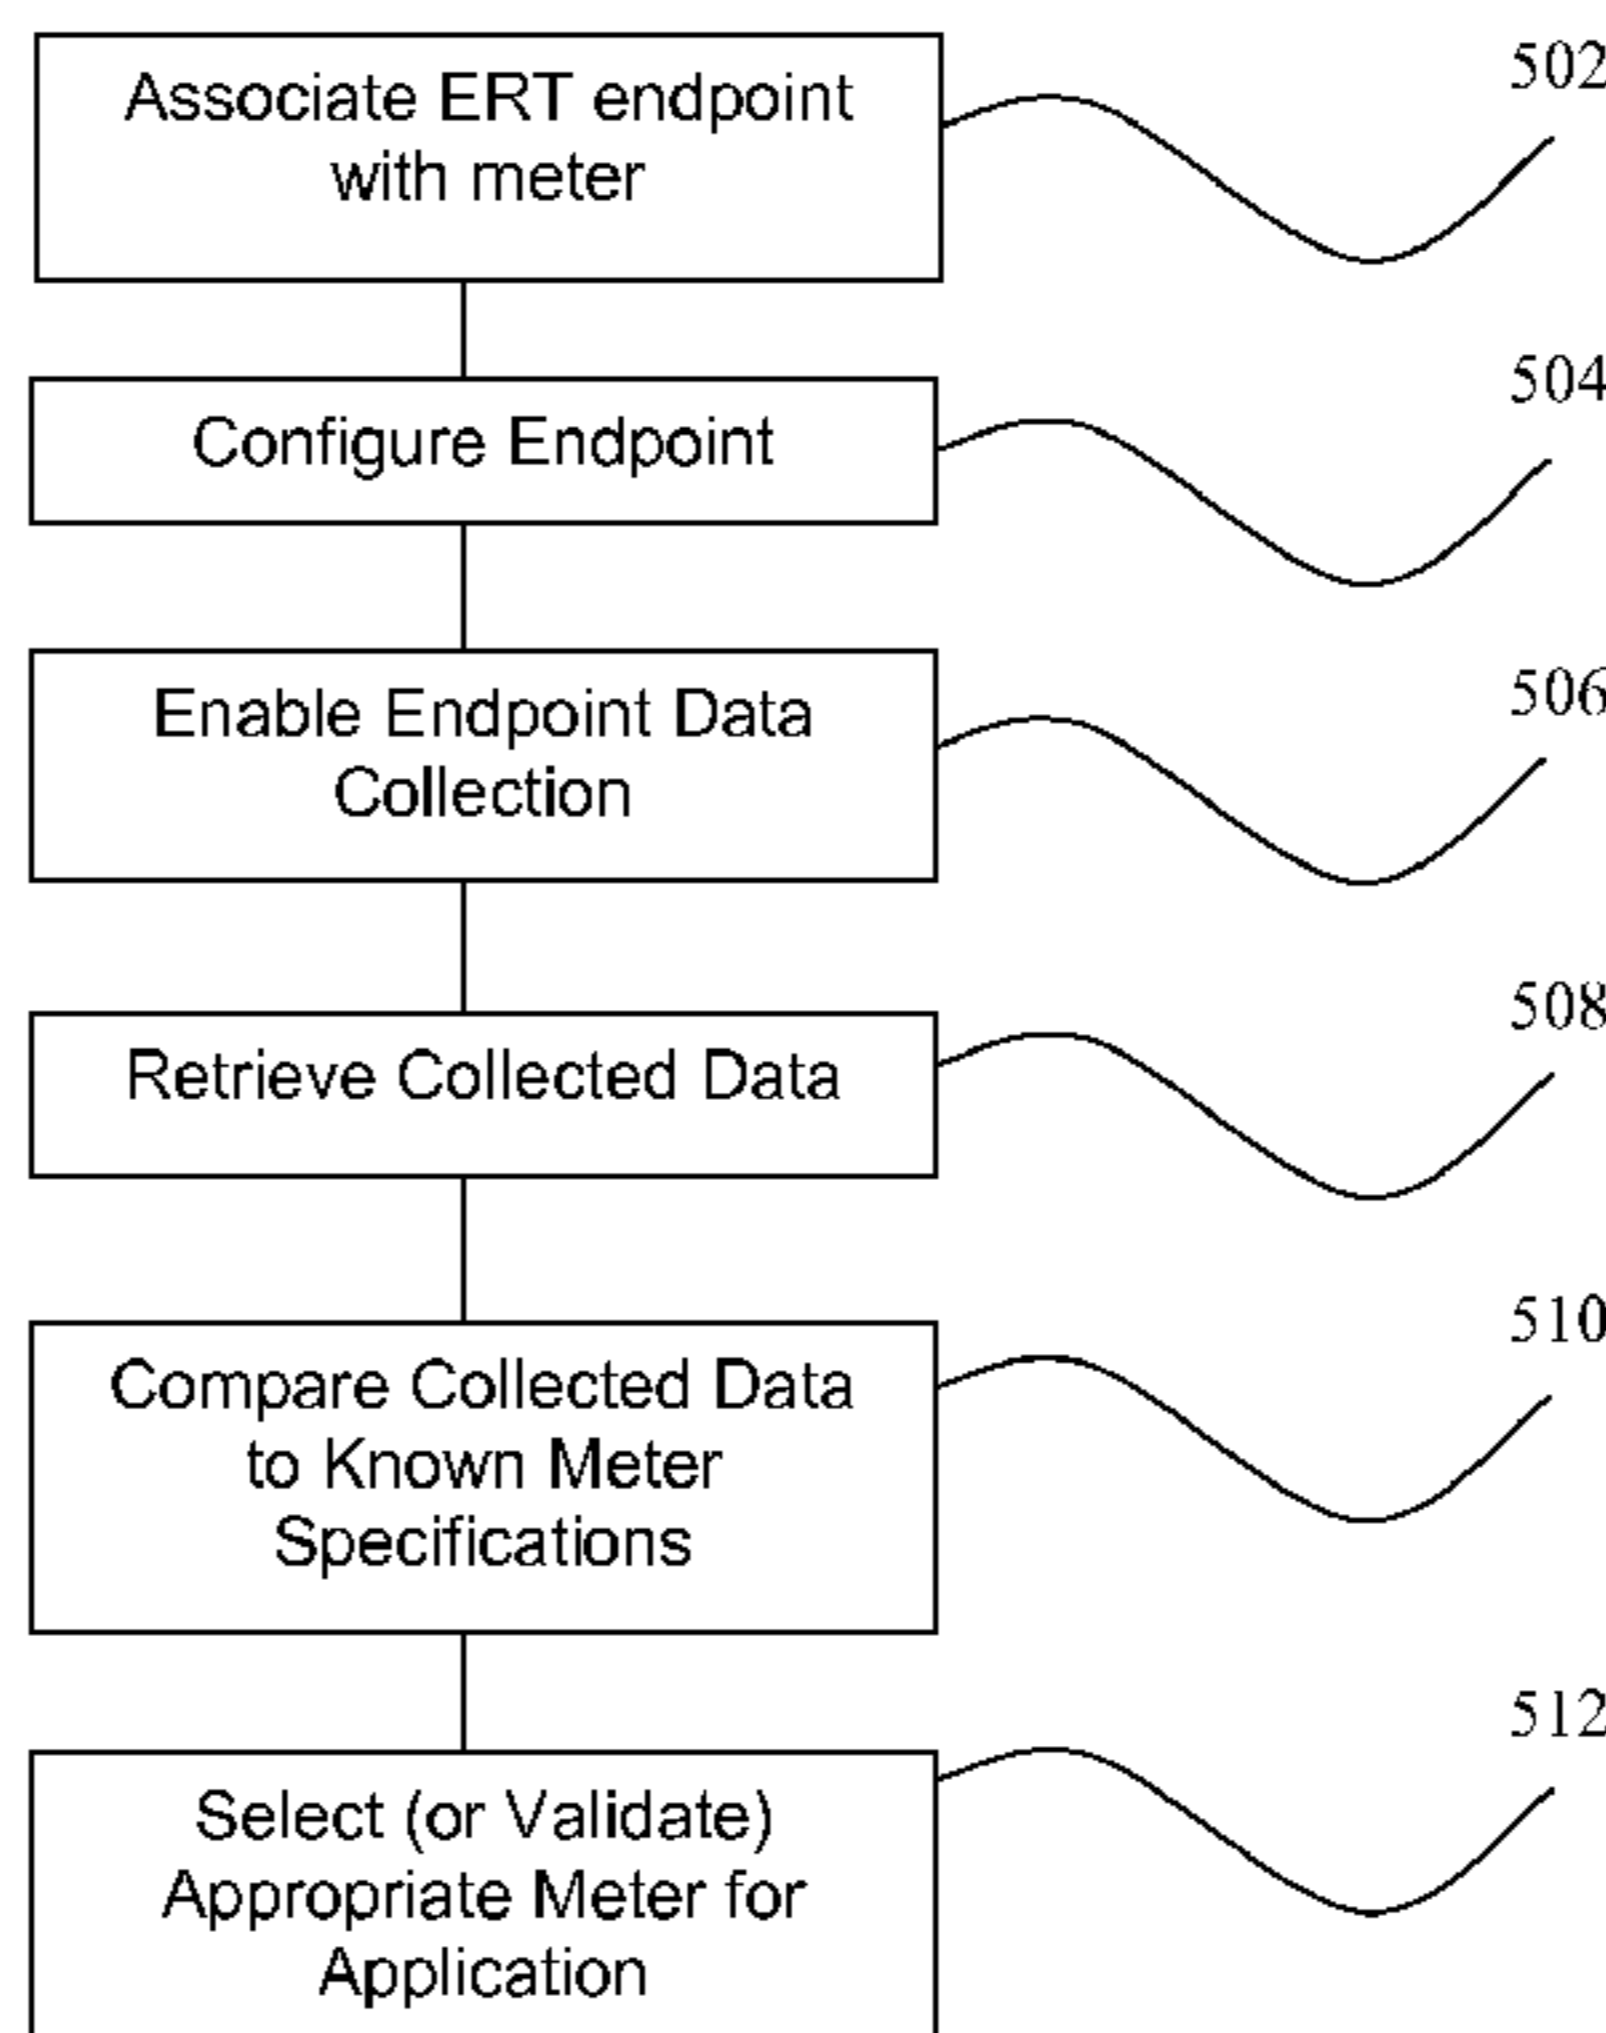 Associate ERT endpoint
with meter
502
Configure Endpoint
504
Enable Endpoint Data
Collection
506
Retrieve Collected Data
508
Compare Collected Data
to Known Meter
Specifications
510
Select (or Validate)
Appropriate Meter for
Application
512